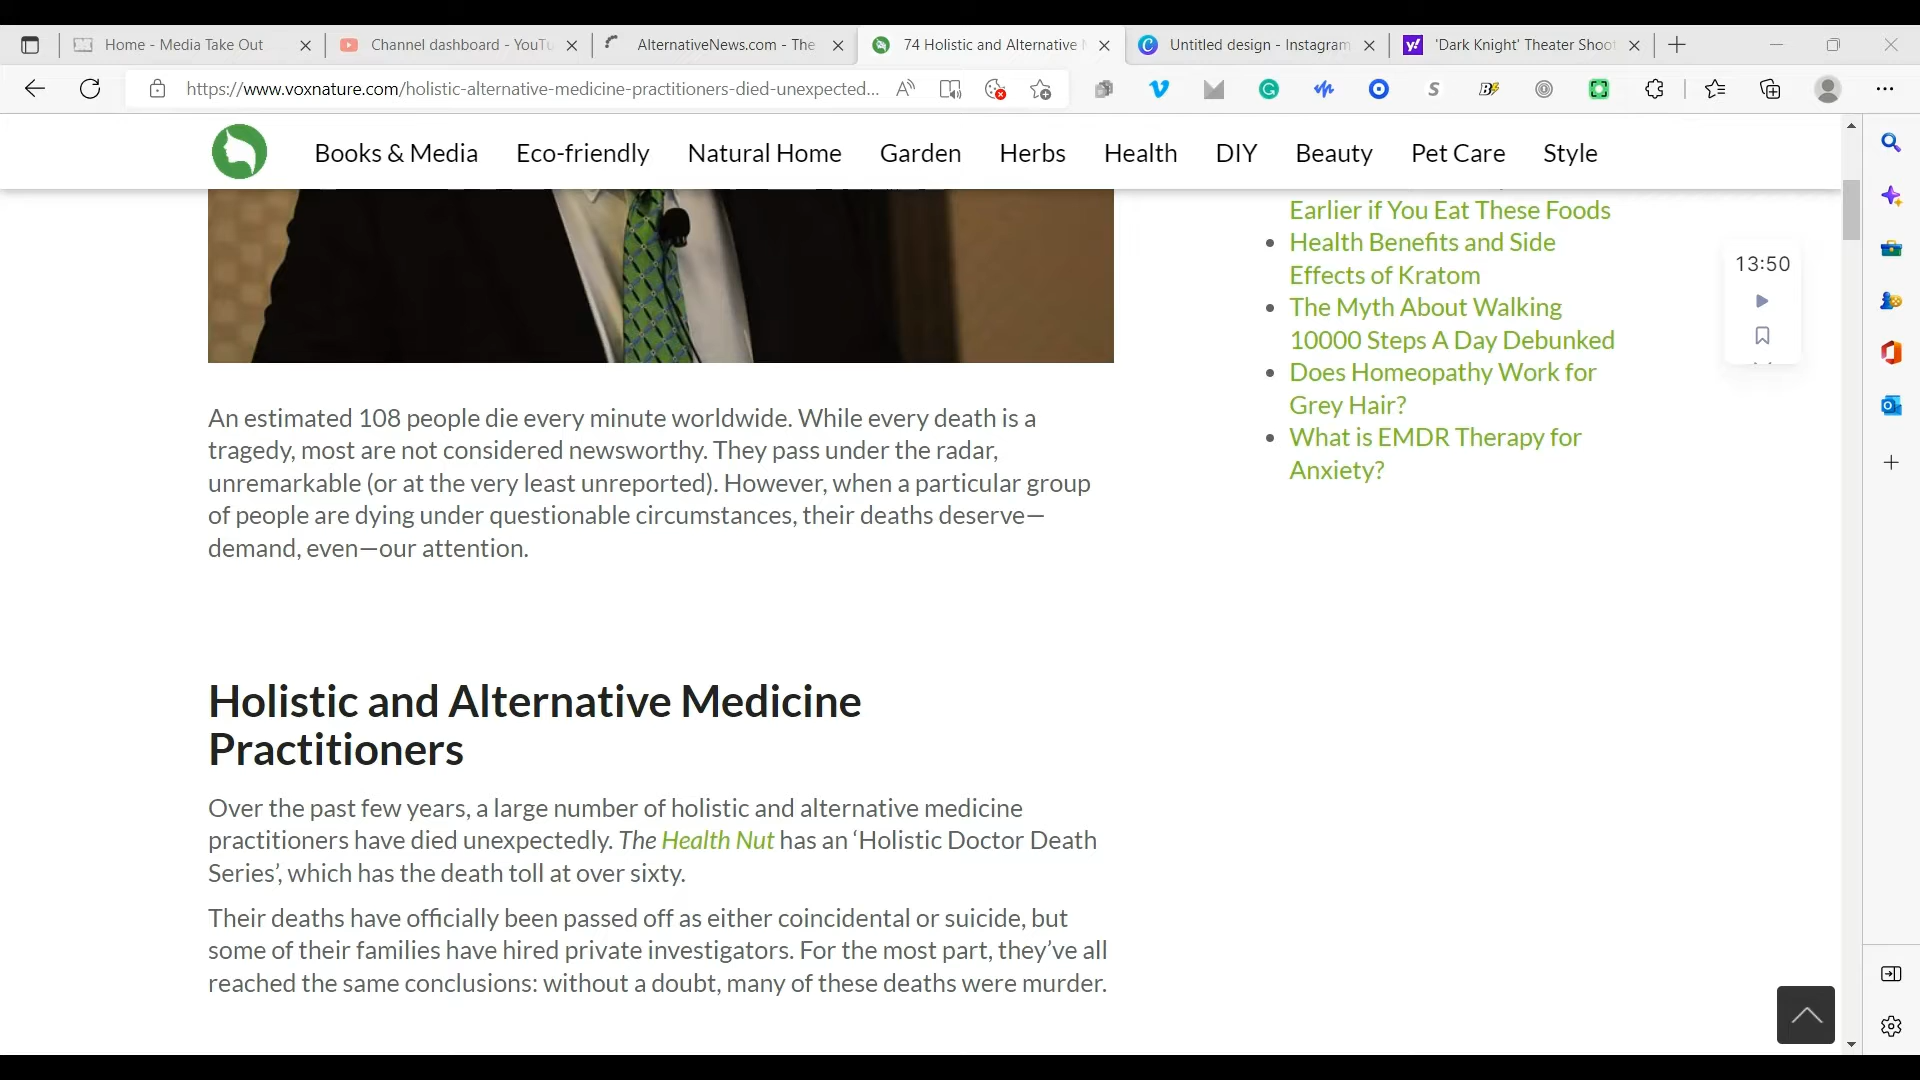 Home - Media Take Out
Channel dashboard - YouTu
AlternativeNews.com - The
74 Holistic and Alternative
Untitled design - Instagram
'Dark Knight' Theater Shoot
https://www.voxnature.com/holistic-alternative-medicine-practitioners-died-unexpected...
Books & Media
Eco-friendly
Natural Home
Garden
Herbs
Health
DIY
Beauty
Pet Care
Style
An estimated 108 people die every minute worldwide. While every death is a
tragedy, most are not considered newsworthy. They pass under the radar,
unremarkable (or at the very least unreported). However, when a particular group
of people are dying under questionable circumstances, their deaths deserve—
demand, even—our attention.
Holistic and Alternative Medicine
Practitioners
Over the past few years, a large number of holistic and alternative medicine
practitioners have died unexpectedly. The Health Nut has an ‘Holistic Doctor Death
Series’, which has the death toll at over sixty.
Their deaths have officially been passed off as either coincidental or suicide, but
some of their families have hired private investigators. For the most part, they’ve all
reached the same conclusions: without a doubt, many of these deaths were murder.
Earlier if You Eat These Foods
Health Benefits and Side
Effects of Kratom
The Myth About Walking
10000 Steps A Day Debunked
Does Homeopathy Work for
Grey Hair?
What is EMDR Therapy for
Anxiety?
13:50